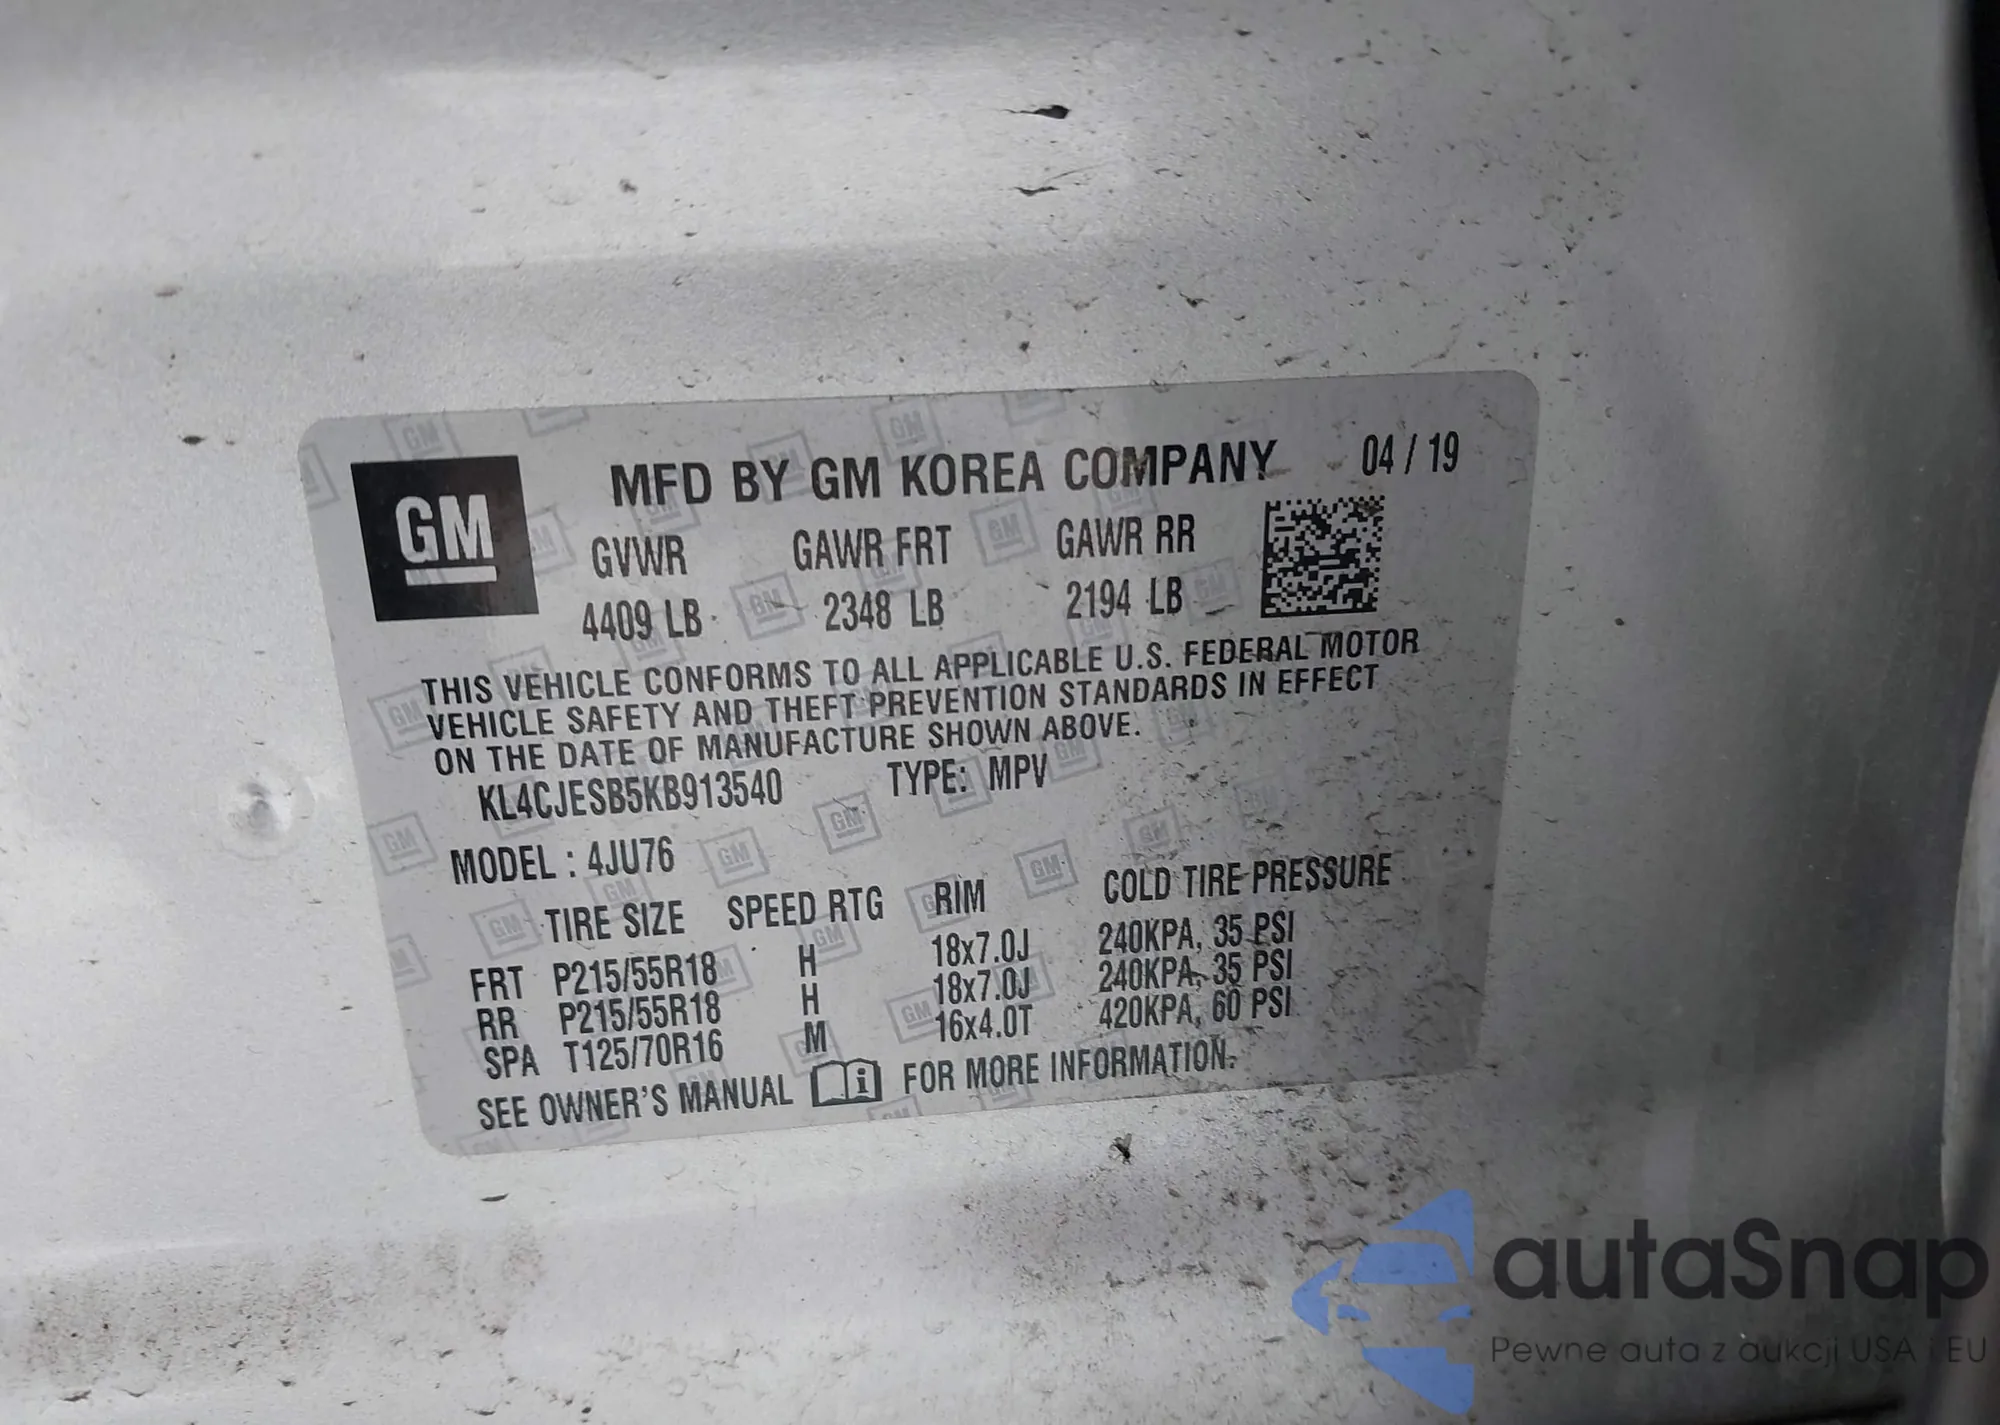 GM
MFD BY GM KOREA COMPANY 04 / 19
GVWR GAWR FRT GAWR RR
4409 LB 2348 LB 2194 LB
THIS VEHICLE CONFORMS TO ALL APPLICABLE U.S. FEDERAL MOTOR
VEHICLE SAFETY AND THEFT PREVENTION STANDARDS IN EFFECT
ON THE DATE OF MANUFACTURE SHOWN ABOVE.
KL4CJESB5KB913540 TYPE: MPV
MODEL : 4JU76
TIRE SIZE SPEED RTG RIM COLD TIRE PRESSURE
FRT P215/55R18 H 18x7.0J 240KPA, 35 PSI
RR P215/55R18 H 18x7.0J 240KPA, 35 PSI
SPA T125/70R16 M 16x4.0T 420KPA, 60 PSI
SEE OWNER'S MANUAL i FOR MORE INFORMATION.
autaSnap
Pewne auta z aukcji USA i EU